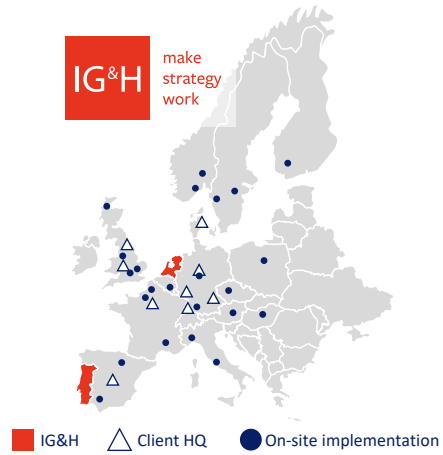 IG&H
make
strategy
work
IG&H
Client HQ
On-site implementation